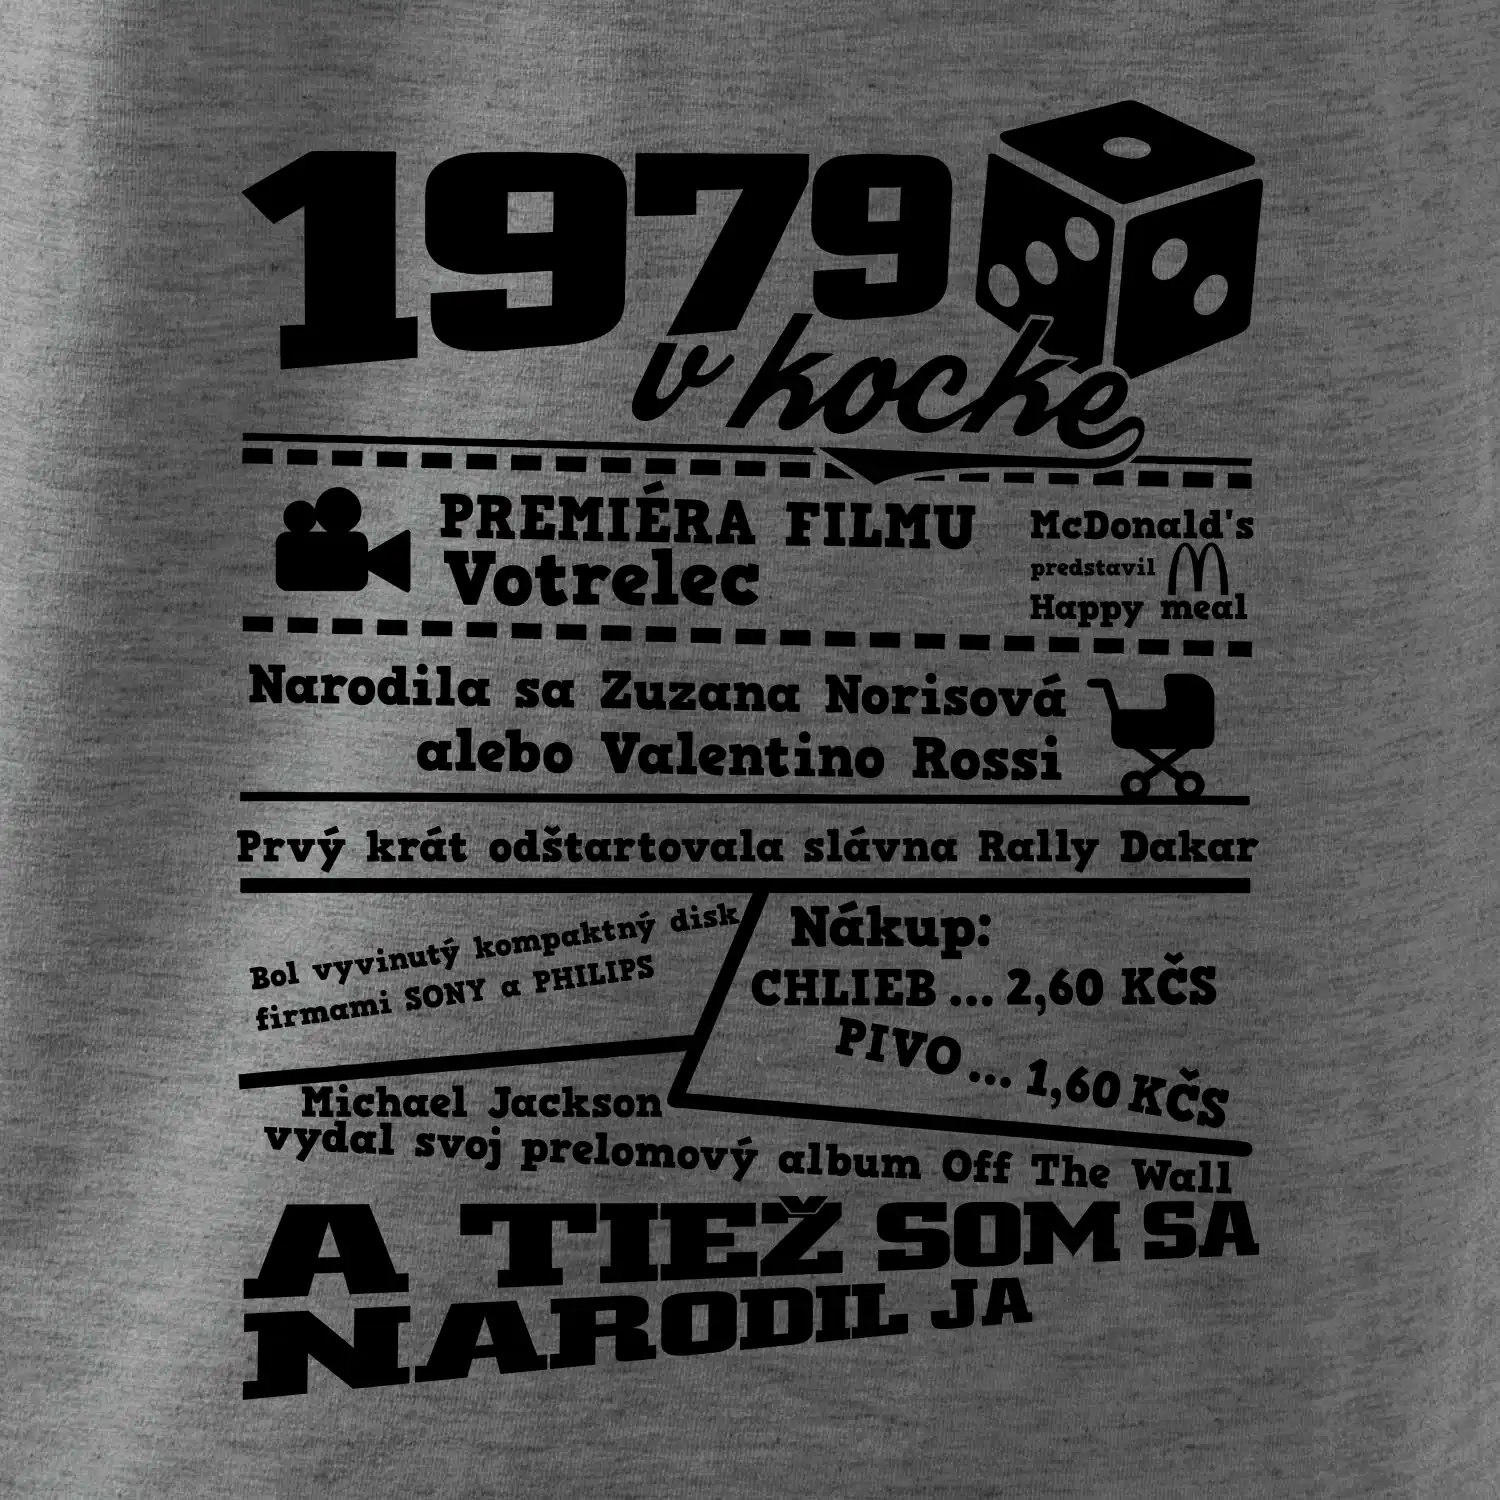 1979
v kocke
PREMIÉRA FILMU
Votrelec
McDonald's
predstavil
Happy meal
Narodila sa Zuzana Norisová
alebo Valentino Rossi
Prvý krát odštartovala slávna Rally Dakar
Bol vyvinutý kompaktný disk
firmami SONY a PHILIPS
Nákup:
CHLIEB ... 2,60 KČS
PIVO ... 1,60 KČS
Michael Jackson
vydal svoj prelomový album Off The Wall
A TIEŽ SOM SA
NARODIL JA